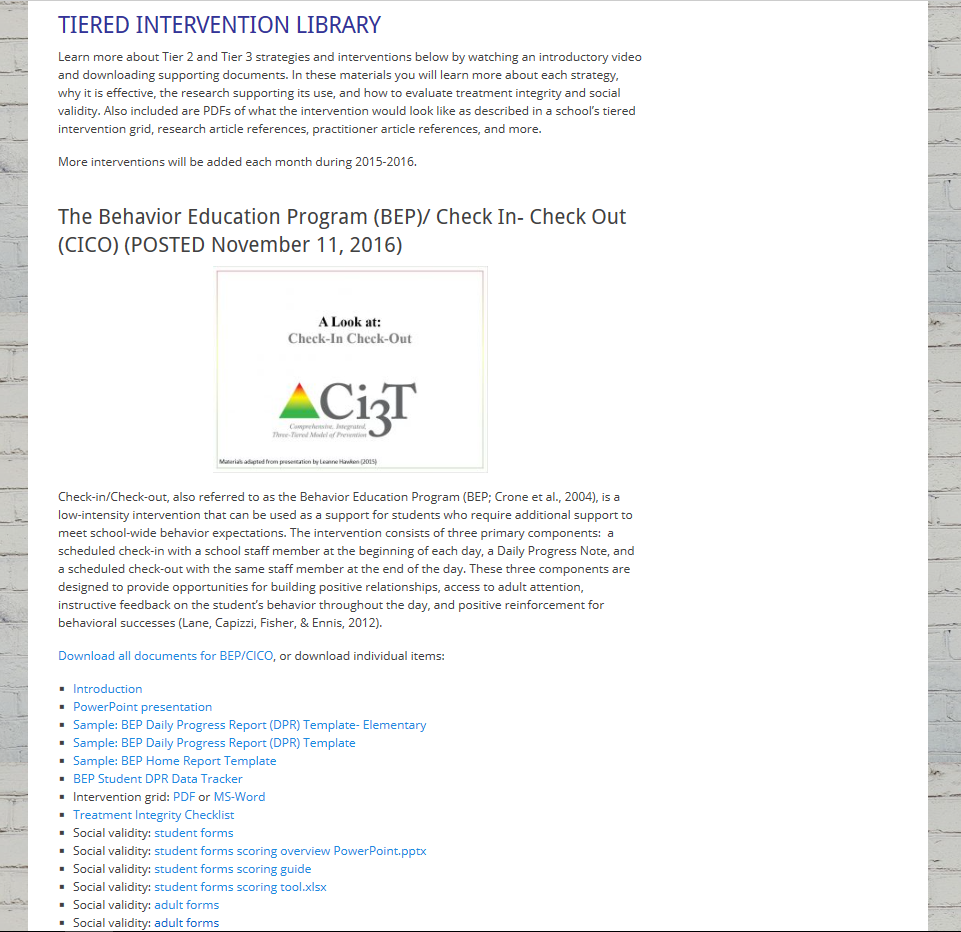 TIERED INTERVENTION LIBRARY
Learn more about Tier 2 and Tier 3 strategies and interventions below by watching an introductory video
and downloading supporting documents. In these materials you will learn more about each strategy,
why it is effective, the research supporting its use, and how to evaluate treatment integrity and social
validity. Also included are PDFs of what the intervention would look like as described in a school's tiered
intervention grid, research article references, practitioner article references, and more.
More interventions will be added each month during 2015-2016.
The Behavior Education Program (BEP)/ Check In- Check Out
(CICO) (POSTED November 11, 2016)
A Look at:
Check-In Check-Out
Ci3T
Comprehensive, Integrated,
Three-Tiered Model of Prevention
Materials adapted from presentation by Leanne Hawken (2015)
Check-in/Check-out, also referred to as the Behavior Education Program (BEP; Crone et al., 2004), is a
low-intensity intervention that can be used as a support for students who require additional support to
meet school-wide behavior expectations. The intervention consists of three primary components:  a
scheduled check-in with a school staff member at the beginning of each day, a Daily Progress Note, and
a scheduled check-out with the same staff member at the end of the day. These three components are
designed to provide opportunities for building positive relationships, access to adult attention,
instructive feedback on the student's behavior throughout the day, and positive reinforcement for
behavioral successes (Lane, Capizzi, Fisher, & Ennis, 2012).
Download all documents for BEP/CICO, or download individual items:
Introduction
PowerPoint presentation
Sample: BEP Daily Progress Report (DPR) Template- Elementary
Sample: BEP Daily Progress Report (DPR) Template
Sample: BEP Home Report Template
BEP Student DPR Data Tracker
Intervention grid: PDF or MS-Word
Treatment Integrity Checklist
Social validity: student forms
Social validity: student forms scoring overview PowerPoint.pptx
Social validity: student forms scoring guide
Social validity: student forms scoring tool.xlsx
Social validity: adult forms
Social validity: adult forms